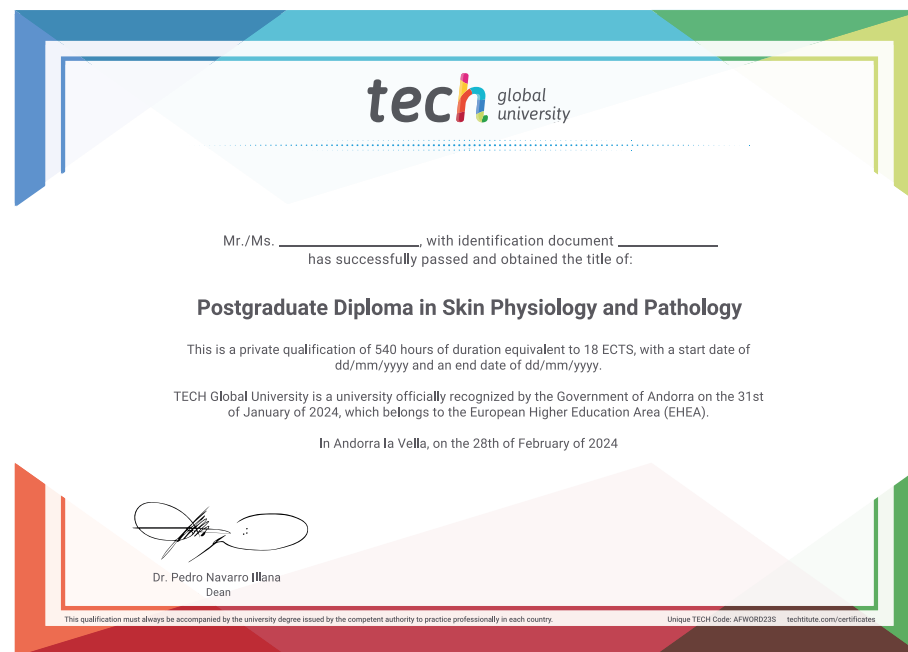 tech global
university
Mr./Ms. ____________, with identification document ____________
has successfully passed and obtained the title of:
Postgraduate Diploma in Skin Physiology and Pathology
This is a private qualification of 540 hours of duration equivalent to 18 ECTS, with a start date of
dd/mm/yyyy and an end date of dd/mm/yyyy.
TECH Global University is a university officially recognized by the Government of Andorra on the 31st
of January of 2024, which belongs to the European Higher Education Area (EHEA).
In Andorra la Vella, on the 28th of February of 2024
Dr. Pedro Navarro Illana
Dean
This qualification must always be accompanied by the university degree issued by the competent authority to practice professionally in each country.
Unique TECH Code: AFWORD23S techtitute.com/certificates